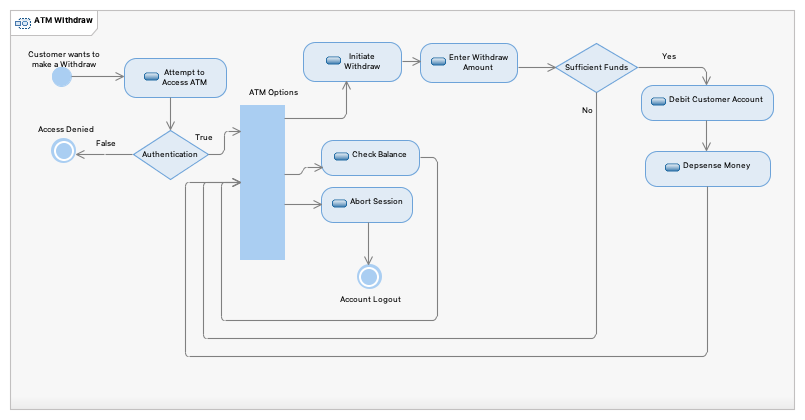 ATM Withdraw
Customer wants to
make a Withdraw
Attempt to
Access ATM
Access Denied
False
Authentication
True
ATM Options
Initiate
Withdraw
Enter Withdraw
Amount
Sufficient Funds
Yes
No
Debit Customer Account
Depsense Money
Check Balance
Abort Session
Account Logout